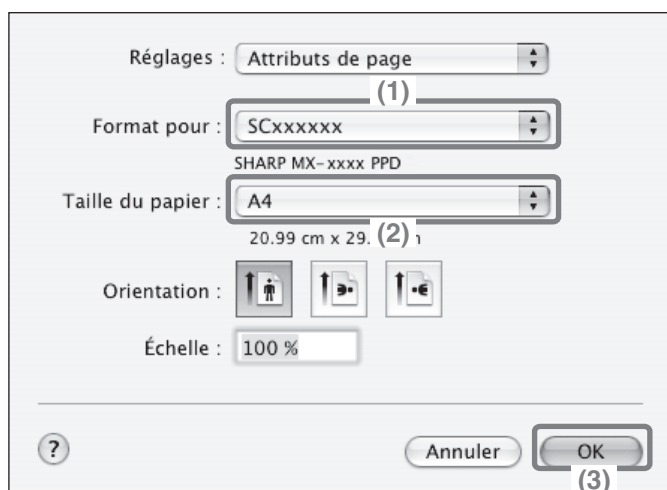 Réglages : Attributs de page
(1)
Format pour : SCxxxxxx
SHARP MX-xxxx PPD
Taille du papier : A4
(2)
20.99 cm x 29.
Orientation :
Échelle : 100 %
?
Annuler
OK
(3)